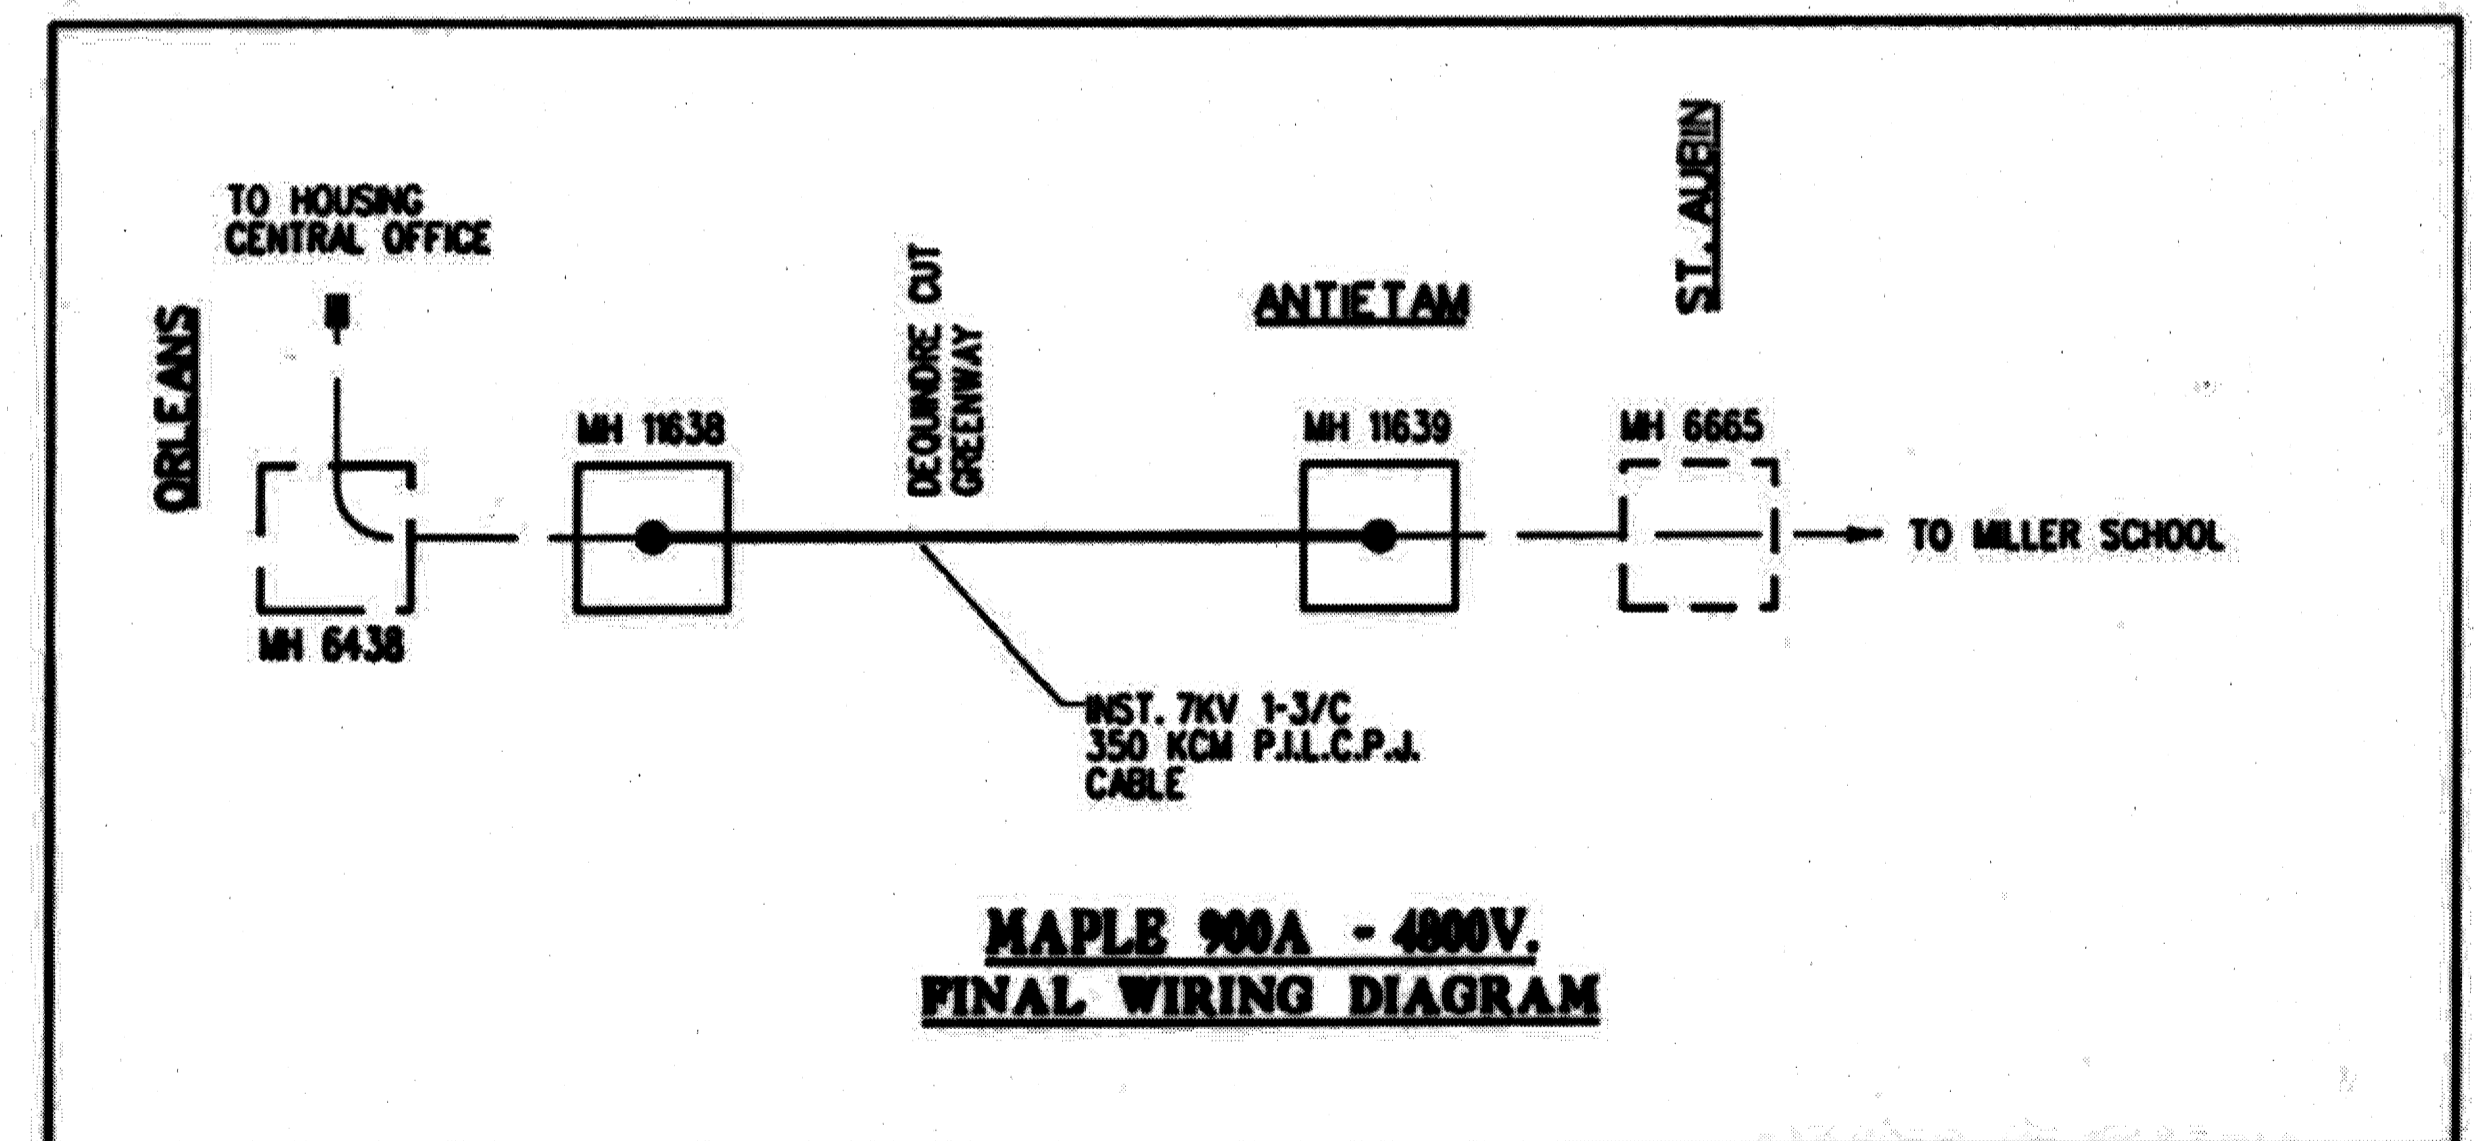 ST. AUBIN
TO HOUSING
CENTRAL OFFICE
DEQUINDRE CUT
GREENWAY
ANTIETAM
ORLEANS
MH 11638
MH 11639
MH 6665
TO MILLER SCHOOL
MH 6438
INST. 7KV 1-3/C
350 KCM P.I.L.C.P.J.
CABLE
MAPLE 900A - 4800V.
FINAL WIRING DIAGRAM